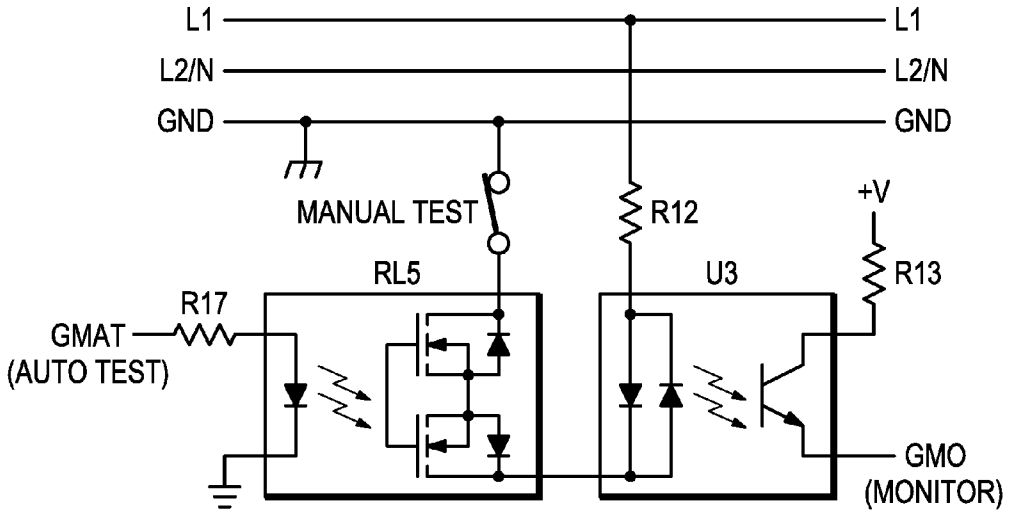 L1
L1
L2/N
L2/N
GND
GND
+V
MANUAL TEST
R12
RL5
U3
R13
R17
GMAT
(AUTO TEST)
GMO
(MONITOR)